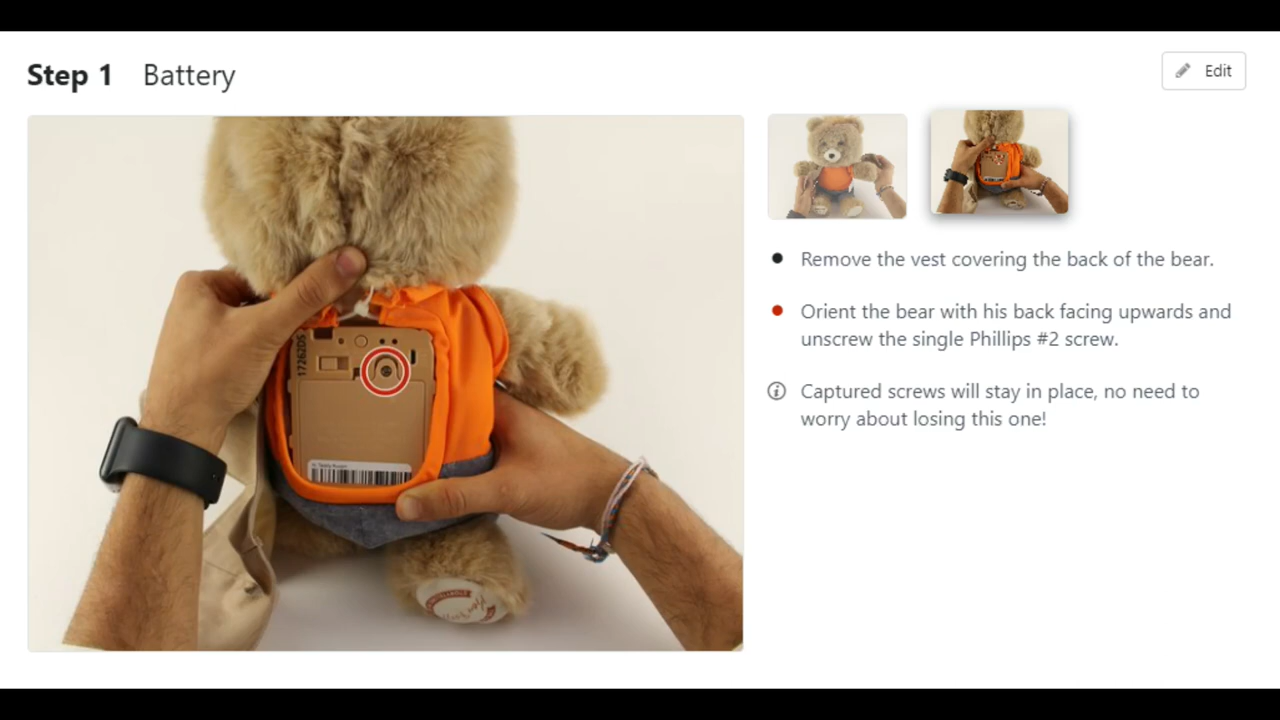 Step 1 Battery
Edit
Remove the vest covering the back of the bear.
Orient the bear with his back facing upwards and
unscrew the single Phillips #2 screw.
Captured screws will stay in place, no need to
worry about losing this one!
17262DS